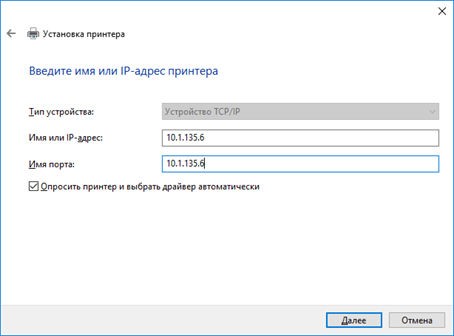 Установка принтера
Введите имя или IP-адрес принтера
Тип устройства: Устройство TCP/IP
Имя или IP-адрес: 10.1.135.6
Имя порта: 10.1.135.6
Опросить принтер и выбрать драйвер автоматически
Далее Отмена